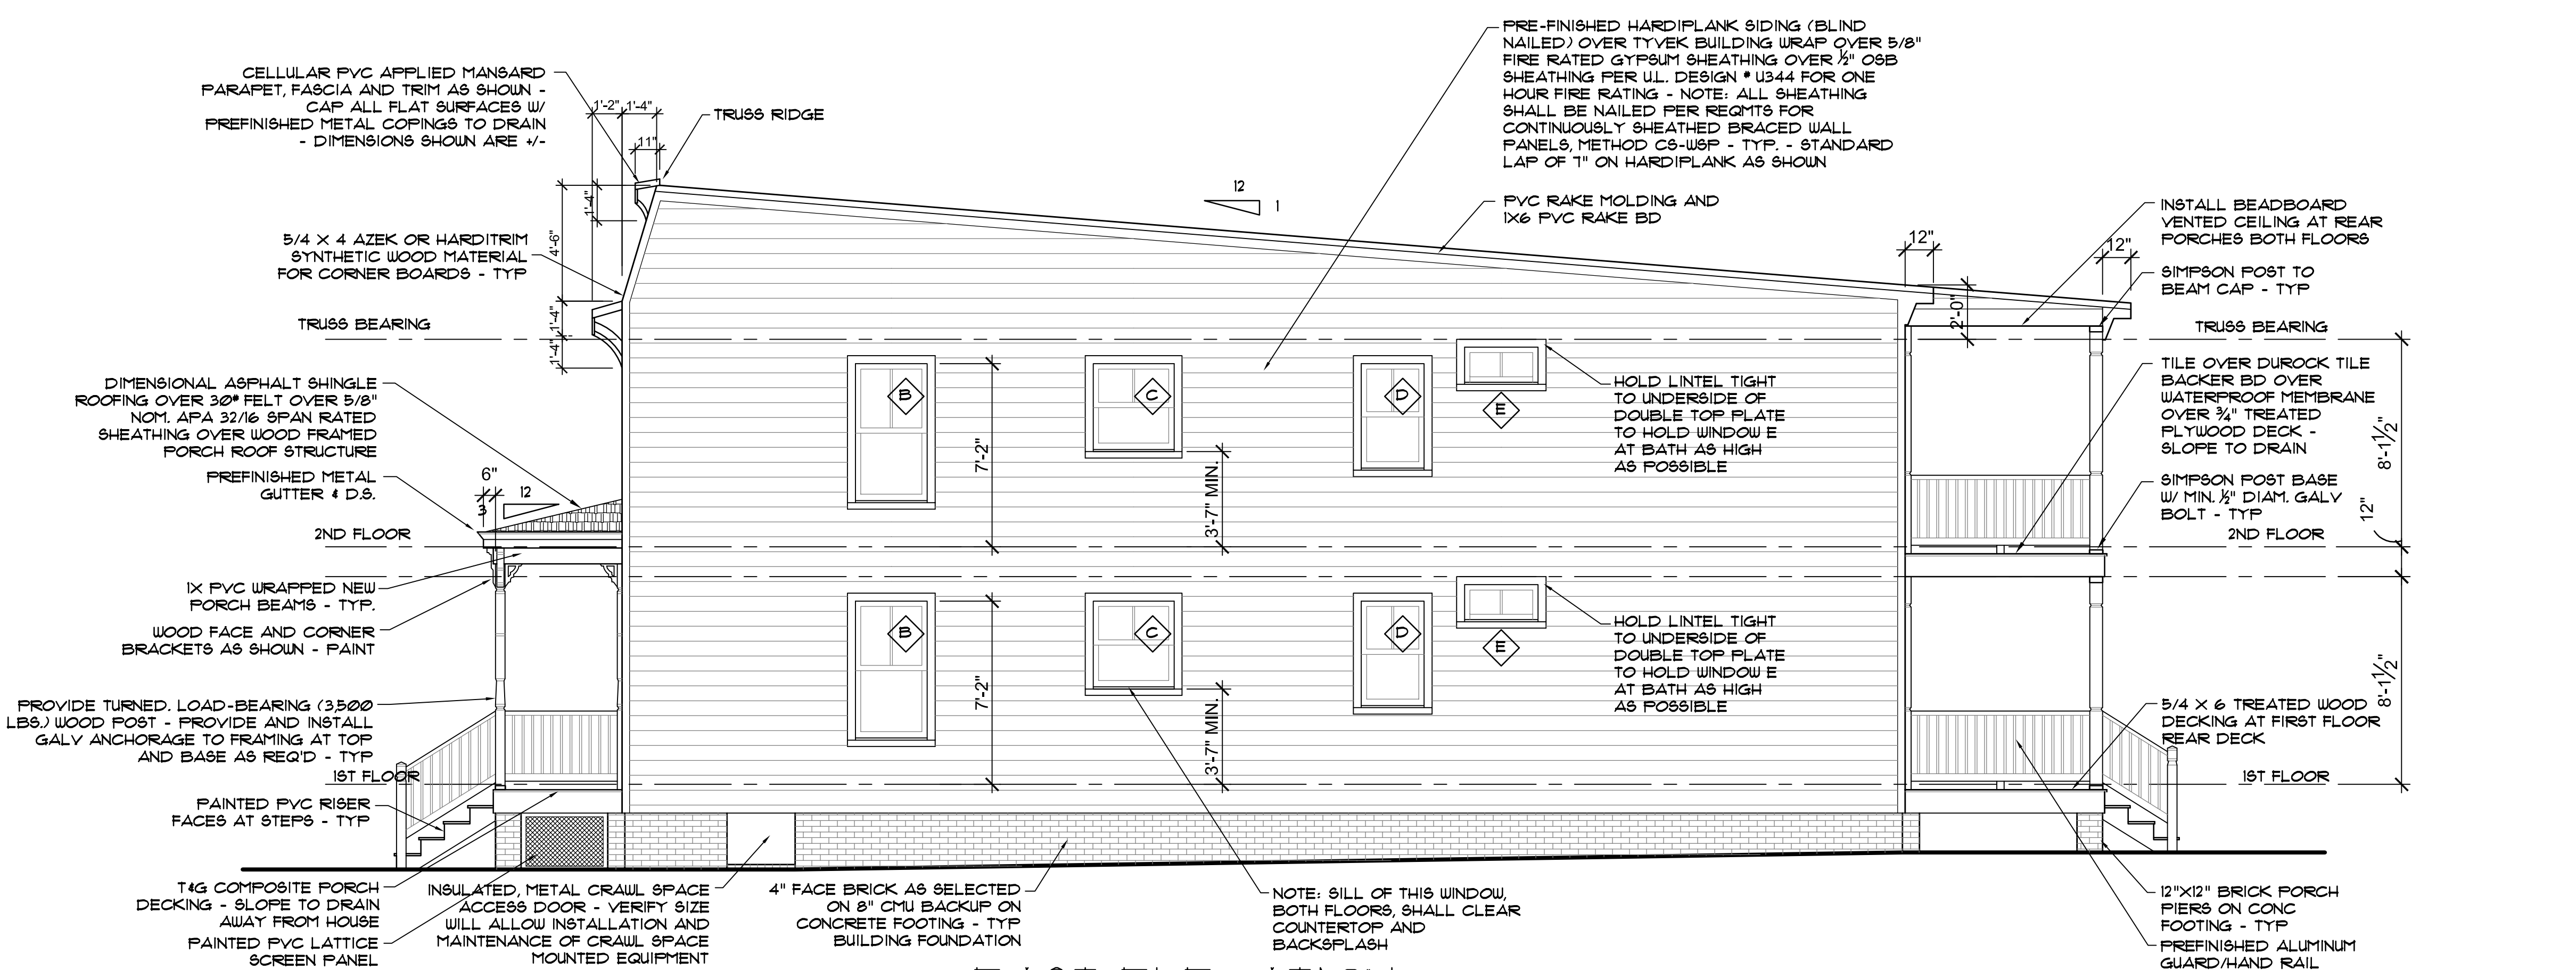 CELLULAR PVC APPLIED MANSARD
PARAPET, FASCIA AND TRIM AS SHOWN -
CAP ALL FLAT SURFACES W/
PREFINISHED METAL COPINGS TO DRAIN
- DIMENSIONS SHOWN ARE +/-
1'-2"
1'-4"
11"
TRUSS RIDGE
1'-4"
4'-6"
1'-4"
1'-4"
5/4 X 4 AZEK OR HARDITRIM
SYNTHETIC WOOD MATERIAL
FOR CORNER BOARDS - TYP
TRUSS BEARING
DIMENSIONAL ASPHALT SHINGLE
ROOFING OVER 30# FELT OVER 5/8"
NOM. APA 32/16 SPAN RATED
SHEATHING OVER WOOD FRAMED
PORCH ROOF STRUCTURE
PREFINISHED METAL
GUTTER & D.S.
6"
12
3
2ND FLOOR
1X PVC WRAPPED NEW
PORCH BEAMS - TYP.
WOOD FACE AND CORNER
BRACKETS AS SHOWN - PAINT
PROVIDE TURNED. LOAD-BEARING (3,500
LBS.) WOOD POST - PROVIDE AND INSTALL
GALV ANCHORAGE TO FRAMING AT TOP
AND BASE AS REQ'D - TYP
1ST FLOOR
PAINTED PVC RISER
FACES AT STEPS - TYP
T&G COMPOSITE PORCH
DECKING - SLOPE TO DRAIN
AWAY FROM HOUSE
PAINTED PVC LATTICE
SCREEN PANEL
INSULATED, METAL CRAWL SPACE
ACCESS DOOR - VERIFY SIZE
WILL ALLOW INSTALLATION AND
MAINTENANCE OF CRAWL SPACE
MOUNTED EQUIPMENT
4" FACE BRICK AS SELECTED
ON 8" CMU BACKUP ON
CONCRETE FOOTING - TYP
BUILDING FOUNDATION
NOTE: SILL OF THIS WINDOW,
BOTH FLOORS, SHALL CLEAR
COUNTERTOP AND
BACKSPLASH
PRE-FINISHED HARDIPLANK SIDING (BLIND
NAILED) OVER TYVEK BUILDING WRAP OVER 5/8"
FIRE RATED GYPSUM SHEATHING OVER ½" OSB
SHEATHING PER U.L. DESIGN # U344 FOR ONE
HOUR FIRE RATING - NOTE: ALL SHEATHING
SHALL BE NAILED PER REQMTS FOR
CONTINUOUSLY SHEATHED BRACED WALL
PANELS, METHOD CS-WSP - TYP. - STANDARD
LAP OF 7" ON HARDIPLANK AS SHOWN
12
1
PVC RAKE MOLDING AND
1X6 PVC RAKE BD
B
C
D
E
7'-2"
3'-7" MIN.
HOLD LINTEL TIGHT
TO UNDERSIDE OF
DOUBLE TOP PLATE
TO HOLD WINDOW E
AT BATH AS HIGH
AS POSSIBLE
B
C
D
E
7'-2"
3'-7" MIN.
HOLD LINTEL TIGHT
TO UNDERSIDE OF
DOUBLE TOP PLATE
TO HOLD WINDOW E
AT BATH AS HIGH
AS POSSIBLE
12"
2'-0"
12"
INSTALL BEADBOARD
VENTED CEILING AT REAR
PORCHES BOTH FLOORS
SIMPSON POST TO
BEAM CAP - TYP
TRUSS BEARING
TILE OVER DUROCK TILE
BACKER BD OVER
WATERPROOF MEMBRANE
OVER ¾" TREATED
PLYWOOD DECK -
SLOPE TO DRAIN
8'-1½"
SIMPSON POST BASE
W/ MIN. ½" DIAM. GALV
BOLT - TYP
12"
2ND FLOOR
8'-1½"
5/4 X 6 TREATED WOOD
DECKING AT FIRST FLOOR
REAR DECK
1ST FLOOR
12"X12" BRICK PORCH
PIERS ON CONC
FOOTING - TYP
PREFINISHED ALUMINUM
GUARD/HAND RAIL